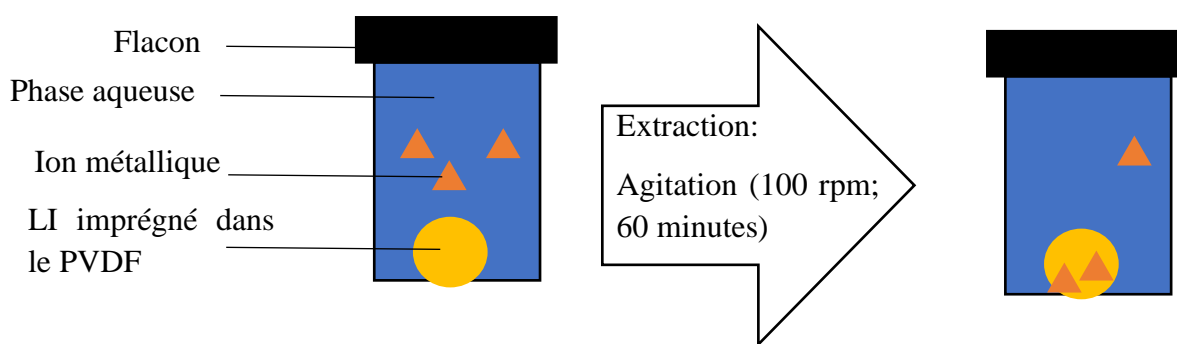 Flacon
Phase aqueuse
Ion métallique
LI imprégné dans
le PVDF
Extraction:
Agitation (100 rpm;
60 minutes)